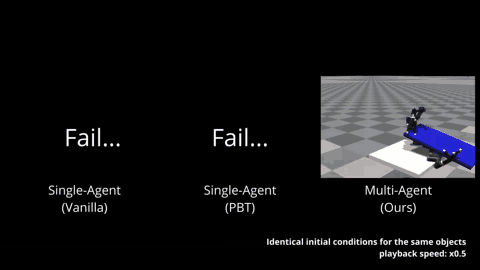 Fail...
Fail...
Single-Agent
(Vanilla)
Single-Agent
(PBT)
Multi-Agent
(Ours)
Identical initial conditions for the same objects
playback speed: x0.5